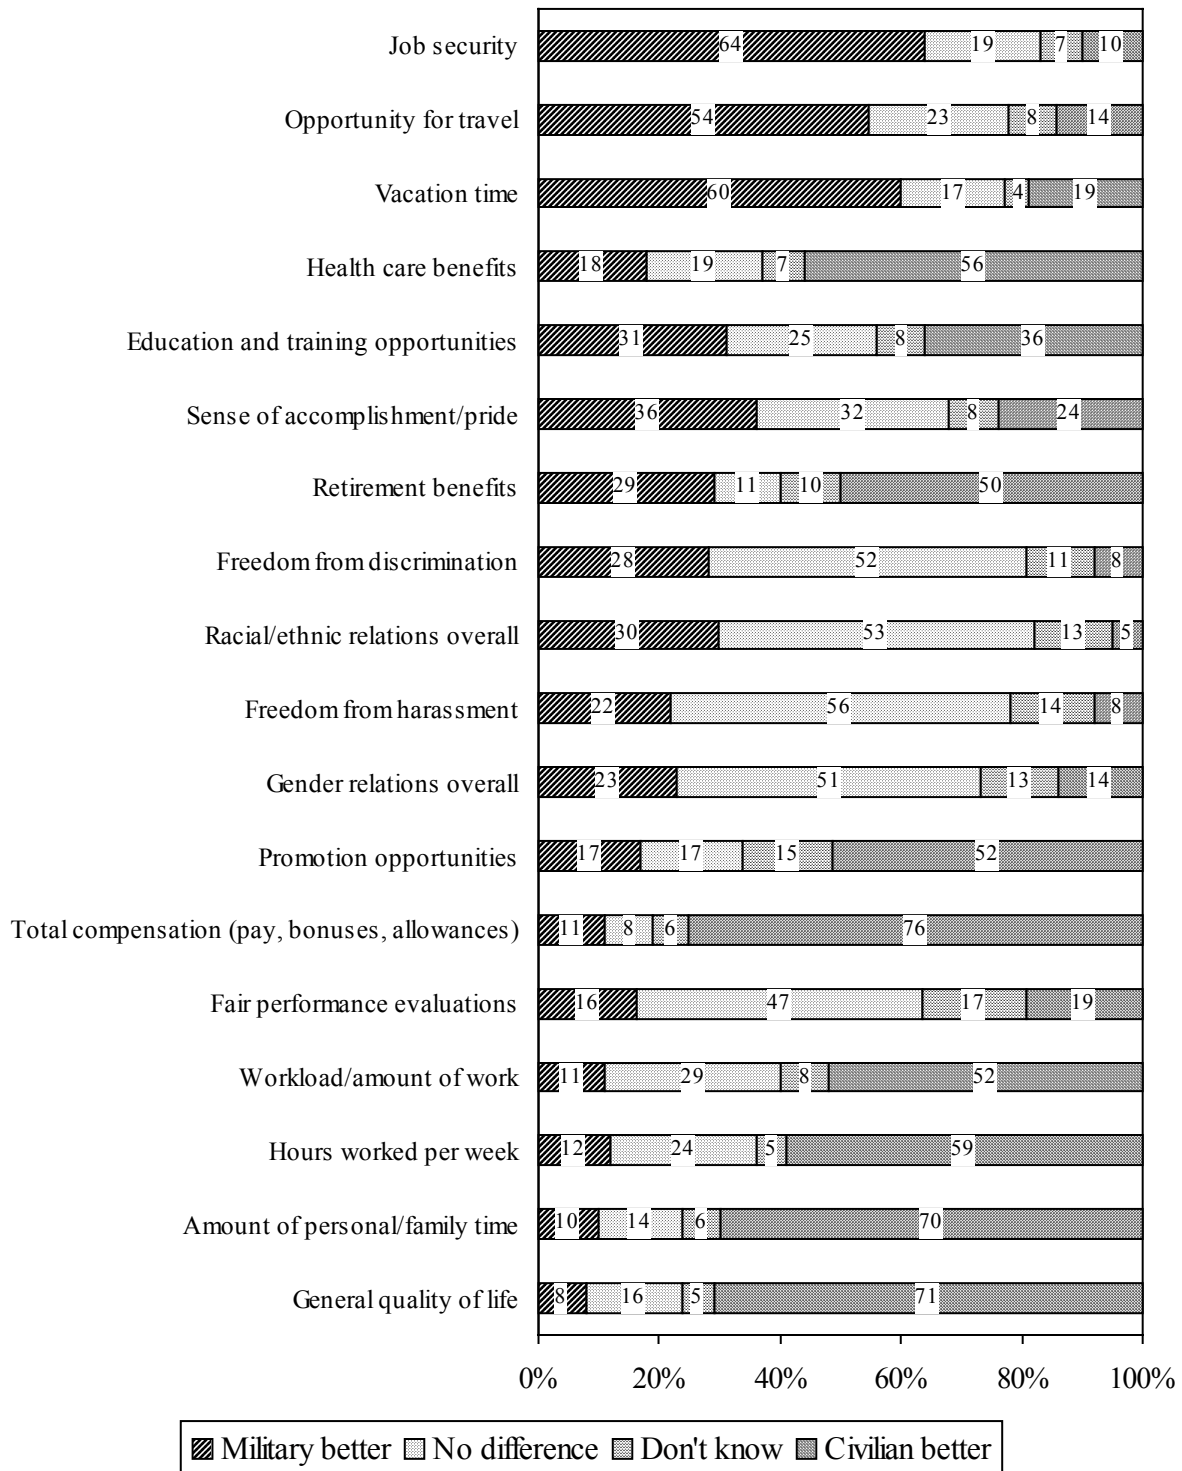 Job security 64 19 7 10
Opportunity for travel 54 23 8 14
Vacation time 60 17 4 19
Health care benefits 18 19 7 56
Education and training opportunities 31 25 8 36
Sense of accomplishment/pride 36 32 8 24
Retirement benefits 29 11 10 50
Freedom from discrimination 28 52 11 8
Racial/ethnic relations overall 30 53 13 5
Freedom from harassment 22 56 14 8
Gender relations overall 23 51 13 14
Promotion opportunities 17 17 15 52
Total compensation (pay, bonuses, allowances) 11 8 6 76
Fair performance evaluations 16 47 17 19
Workload/amount of work 11 29 8 52
Hours worked per week 12 24 5 59
Amount of personal/family time 10 14 6 70
General quality of life 8 16 5 71
0% 20% 40% 60% 80% 100%
Military better No difference Don't know Civilian better